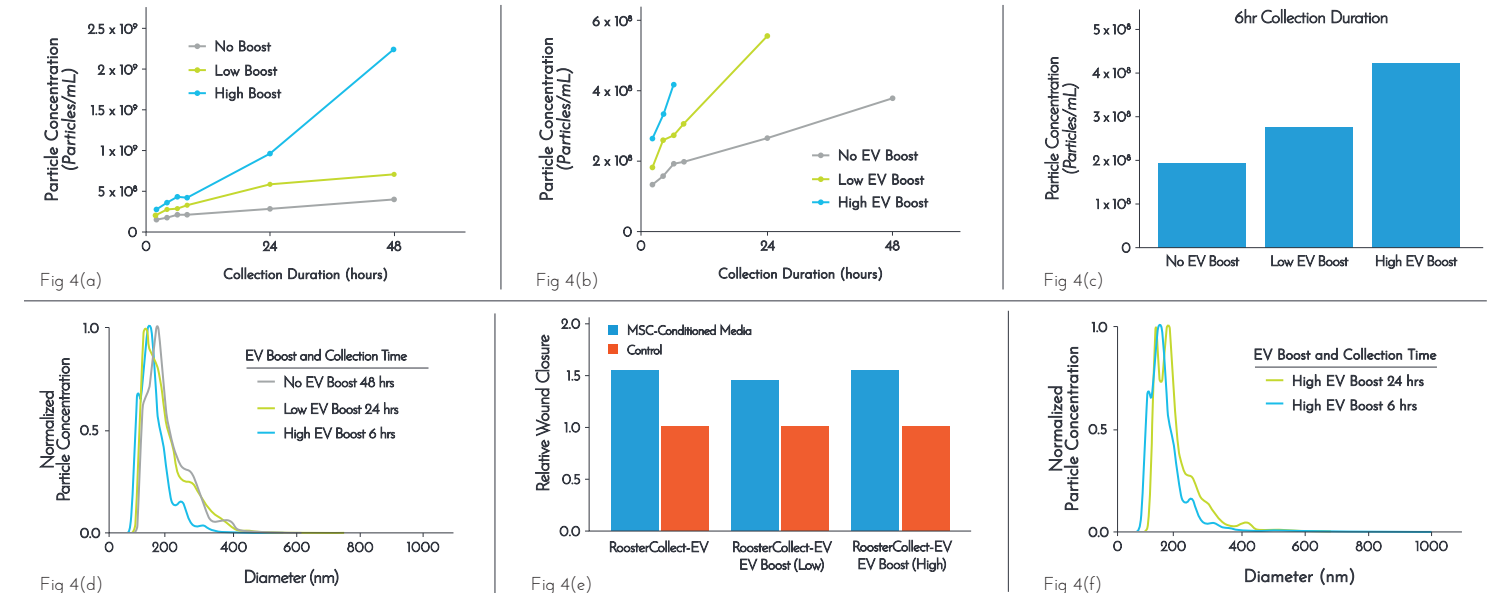 2.5 x 10⁹
2 x 10⁹
1.5 x 10⁹
1 x 10⁹
5 x 10⁸
0
Particle Concentration
(Particles/mL)
No Boost
Low Boost
High Boost
0 24 48
Collection Duration (hours)
Fig 4(a)
6 x 10⁸
4 x 10⁸
2 x 10⁸
0
Particle Concentration
(Particles/mL)
No EV Boost
Low EV Boost
High EV Boost
0 24 48
Collection Duration (hours)
Fig 4(b)
6hr Collection Duration
5 x 10⁸
4 x 10⁸
3 x 10⁸
2 x 10⁸
1 x 10⁸
0
Particle Concentration
(Particles/mL)
No EV Boost Low EV Boost High EV Boost
Fig 4(c)
1.0
0.5
0.0
Normalized
Particle Concentration
EV Boost and Collection Time
No EV Boost 48 hrs
Low EV Boost 24 hrs
High EV Boost 6 hrs
0 200 400 600 800 1000
Diameter (nm)
Fig 4(d)
2.0
1.5
1.0
0.5
0.0
Relative Wound Closure
MSC-Conditioned Media
Control
RoosterCollect-EV RoosterCollect-EV RoosterCollect-EV
EV Boost (Low) EV Boost (High)
Fig 4(e)
1.0
0.5
0.0
Normalized
Particle Concentration
EV Boost and Collection Time
High EV Boost 24 hrs
High EV Boost 6 hrs
0 200 400 600 800 1000
Diameter (nm)
Fig 4(f)